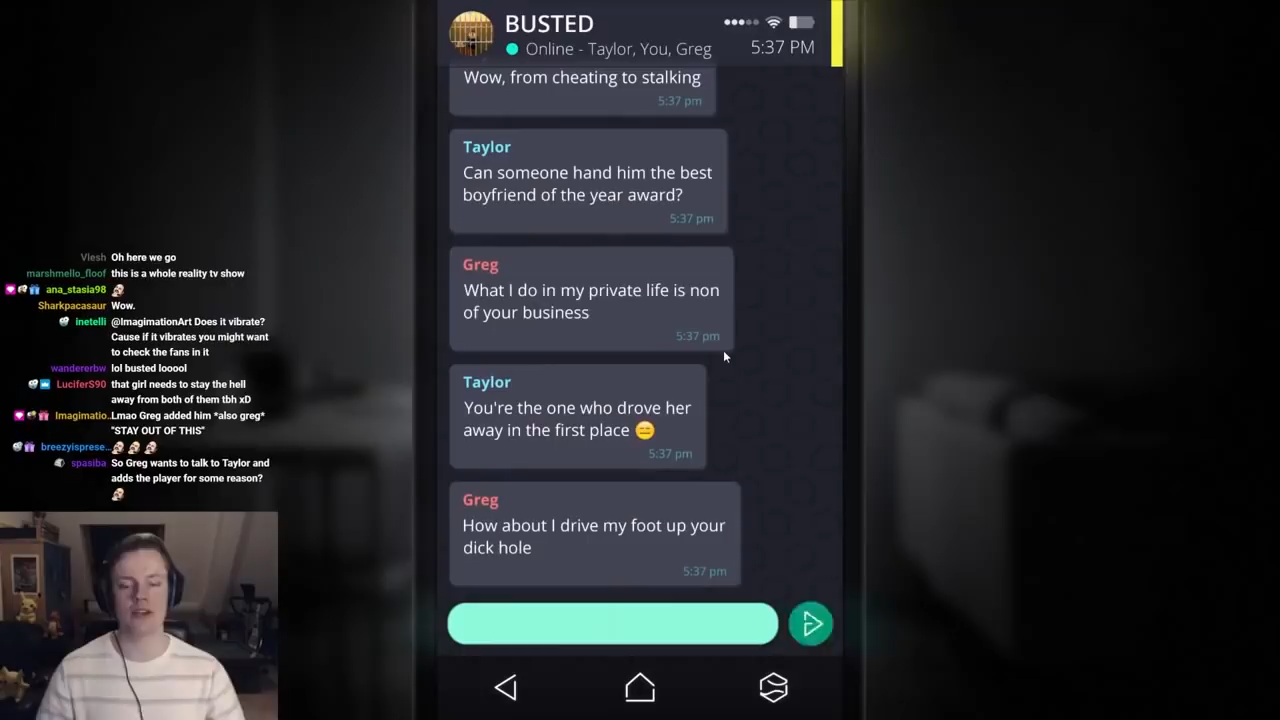 BUSTED
Online - Taylor, You, Greg
5:37 PM
Wow, from cheating to stalking
5:37 pm
Taylor
Can someone hand him the best
boyfriend of the year award?
5:37 pm
Greg
What I do in my private life is non
of your business
5:37 pm
Taylor
You're the one who drove her
away in the first place
5:37 pm
Greg
How about I drive my foot up your
dick hole
5:37 pm
Vlesh Oh here we go
marshmello_floof this is a whole reality tv show
ana_stasia98
Sharkpacasaur Wow.
inetelli @ImaginationArt Does it vibrate?
Cause if it vibrates you might want
to check the fans in it
wandererbw lol busted looool
LuciferS90 that girl needs to stay the hell
away from both of them tbh xD
Imaginatio.. Lmao Greg added him *also greg*
"STAY OUT OF THIS"
breezyisprese...
spasiba So Greg wants to talk to Taylor and
adds the player for some reason?